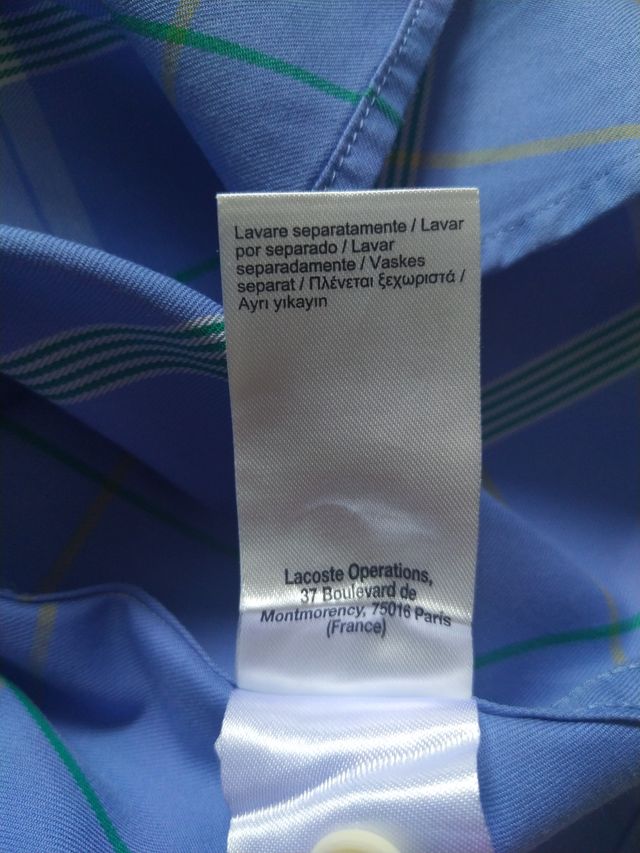 Lavare separatamente / Lavar
por separado / Lavar
separadamente / Vaskes
separat / Πλένεται ξεχωριστά /
Ayrı yıkayın
Lacoste Operations,
37 Boulevard de
Montmorency, 75016 Paris
(France)